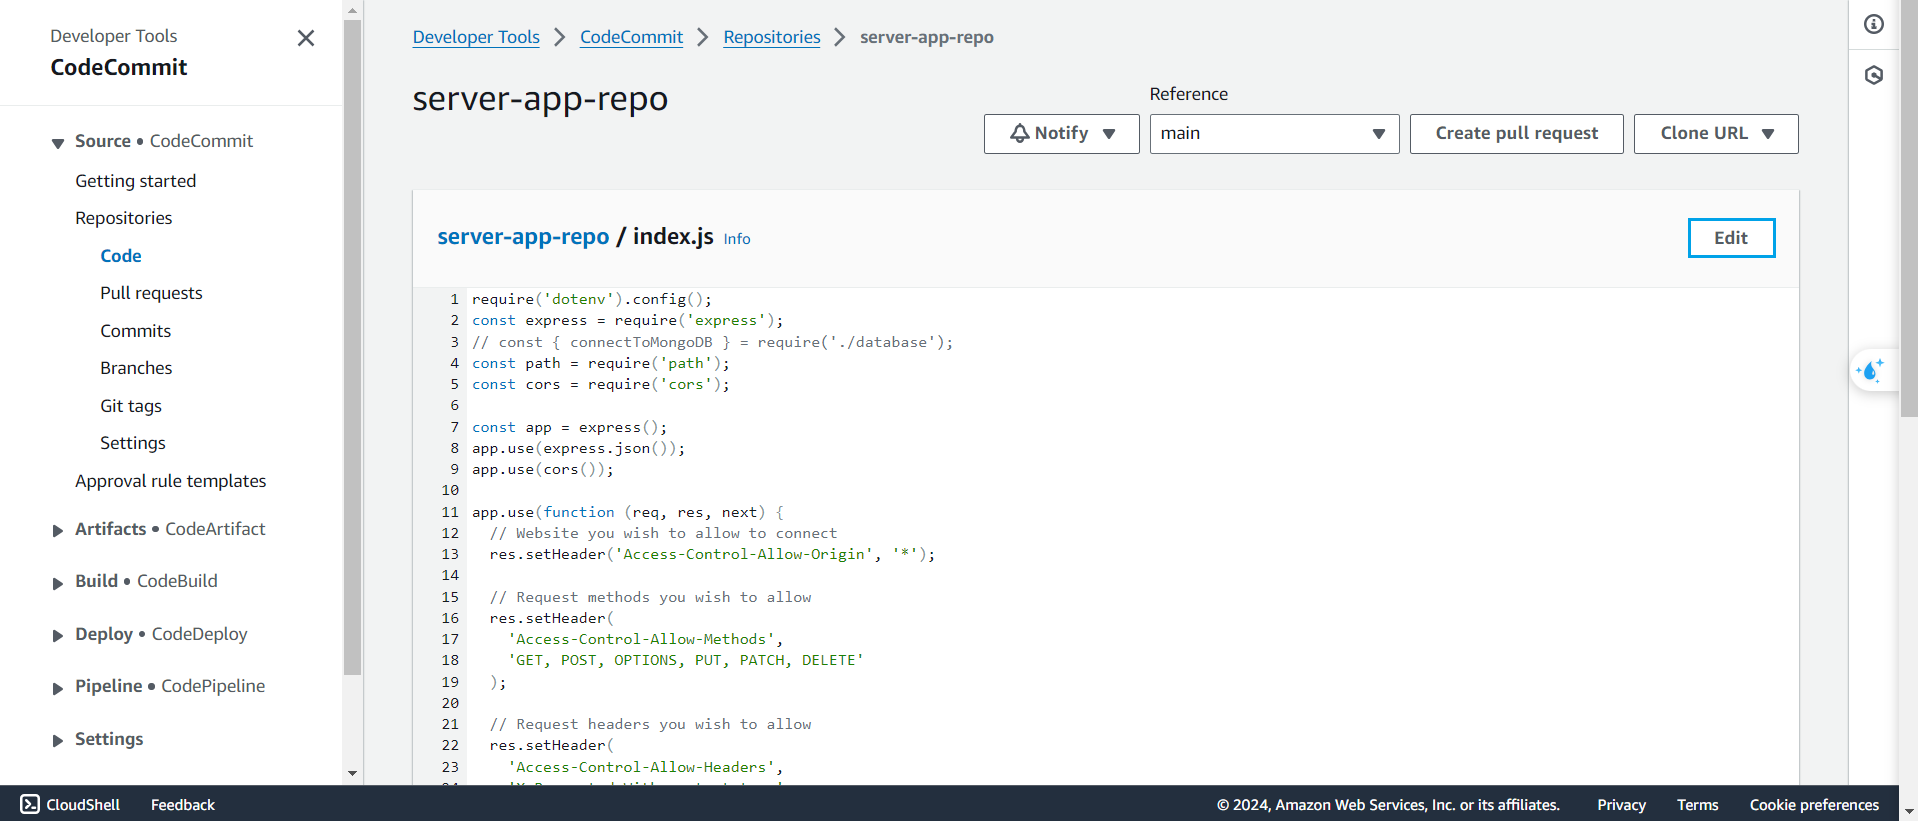 Developer Tools
CodeCommit
Source • CodeCommit
Getting started
Repositories
Code
Pull requests
Commits
Branches
Git tags
Settings
Approval rule templates
Artifacts • CodeArtifact
Build • CodeBuild
Deploy • CodeDeploy
Pipeline • CodePipeline
Settings
Developer Tools > CodeCommit > Repositories > server-app-repo
server-app-repo
Reference
Notify main Create pull request Clone URL
server-app-repo / index.js Info
Edit
1 require('dotenv').config();
2 const express = require('express');
3 // const { connectToMongoDB } = require('./database');
4 const path = require('path');
5 const cors = require('cors');
6
7 const app = express();
8 app.use(express.json());
9 app.use(cors());
10
11 app.use(function (req, res, next) {
12 // Website you wish to allow to connect
13 res.setHeader('Access-Control-Allow-Origin', '*');
14
15 // Request methods you wish to allow
16 res.setHeader(
17 'Access-Control-Allow-Methods',
18 'GET, POST, OPTIONS, PUT, PATCH, DELETE'
19 );
20
21 // Request headers you wish to allow
22 res.setHeader(
23 'Access-Control-Allow-Headers',
CloudShell Feedback © 2024, Amazon Web Services, Inc. or its affiliates. Privacy Terms Cookie preferences